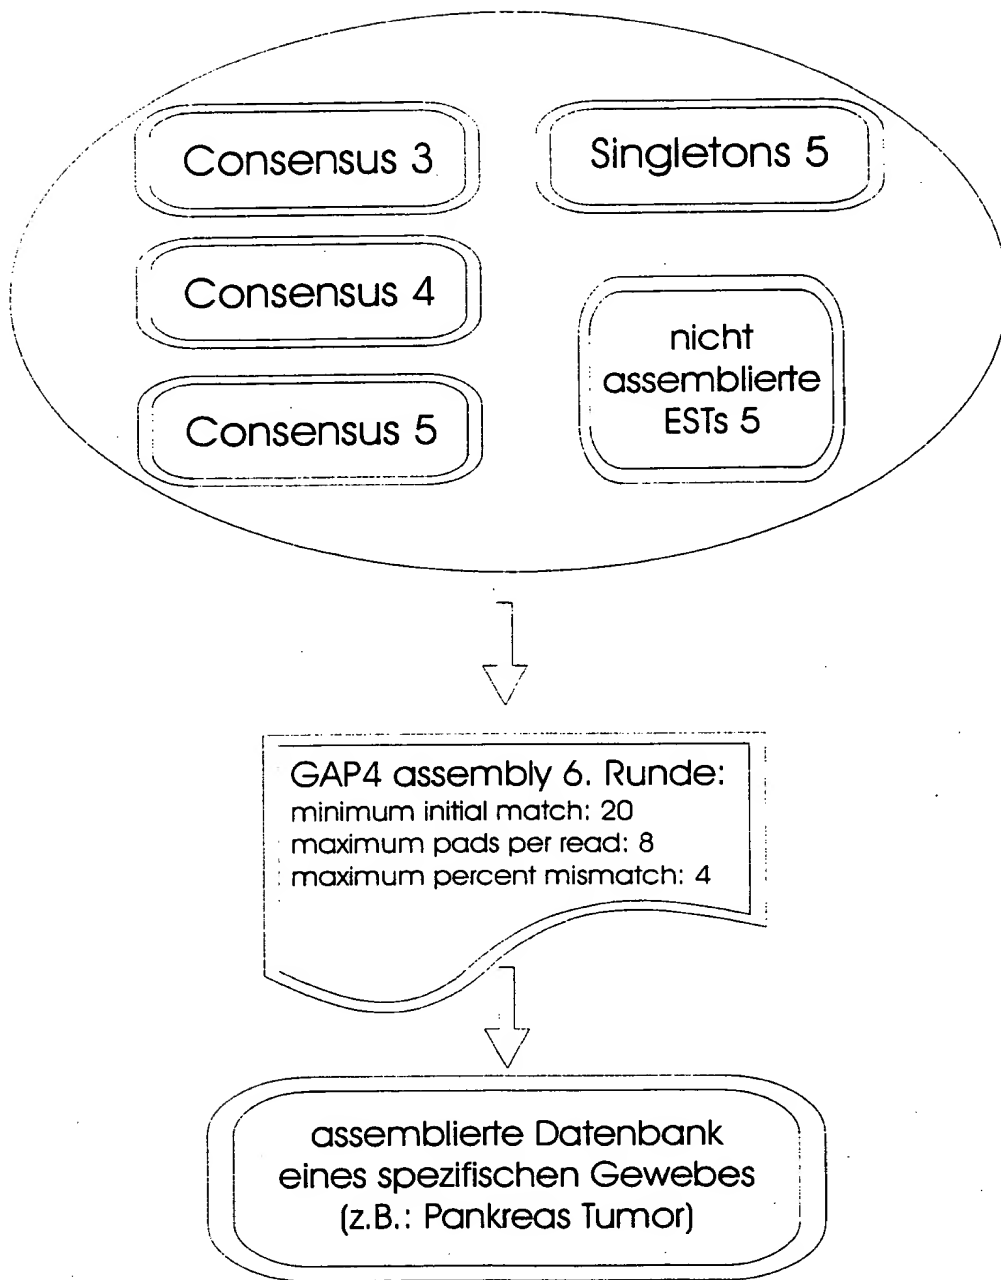 Consensus 3
Singletons 5
Consensus 4
nicht
assemblierte
ESTs 5
Consensus 5
GAP4 assembly 6. Runde:
minimum initial match: 20
maximum pads per read: 8
maximum percent mismatch: 4
assemblierte Datenbank
eines spezifischen Gewebes
(z.B.: Pankreas Tumor)